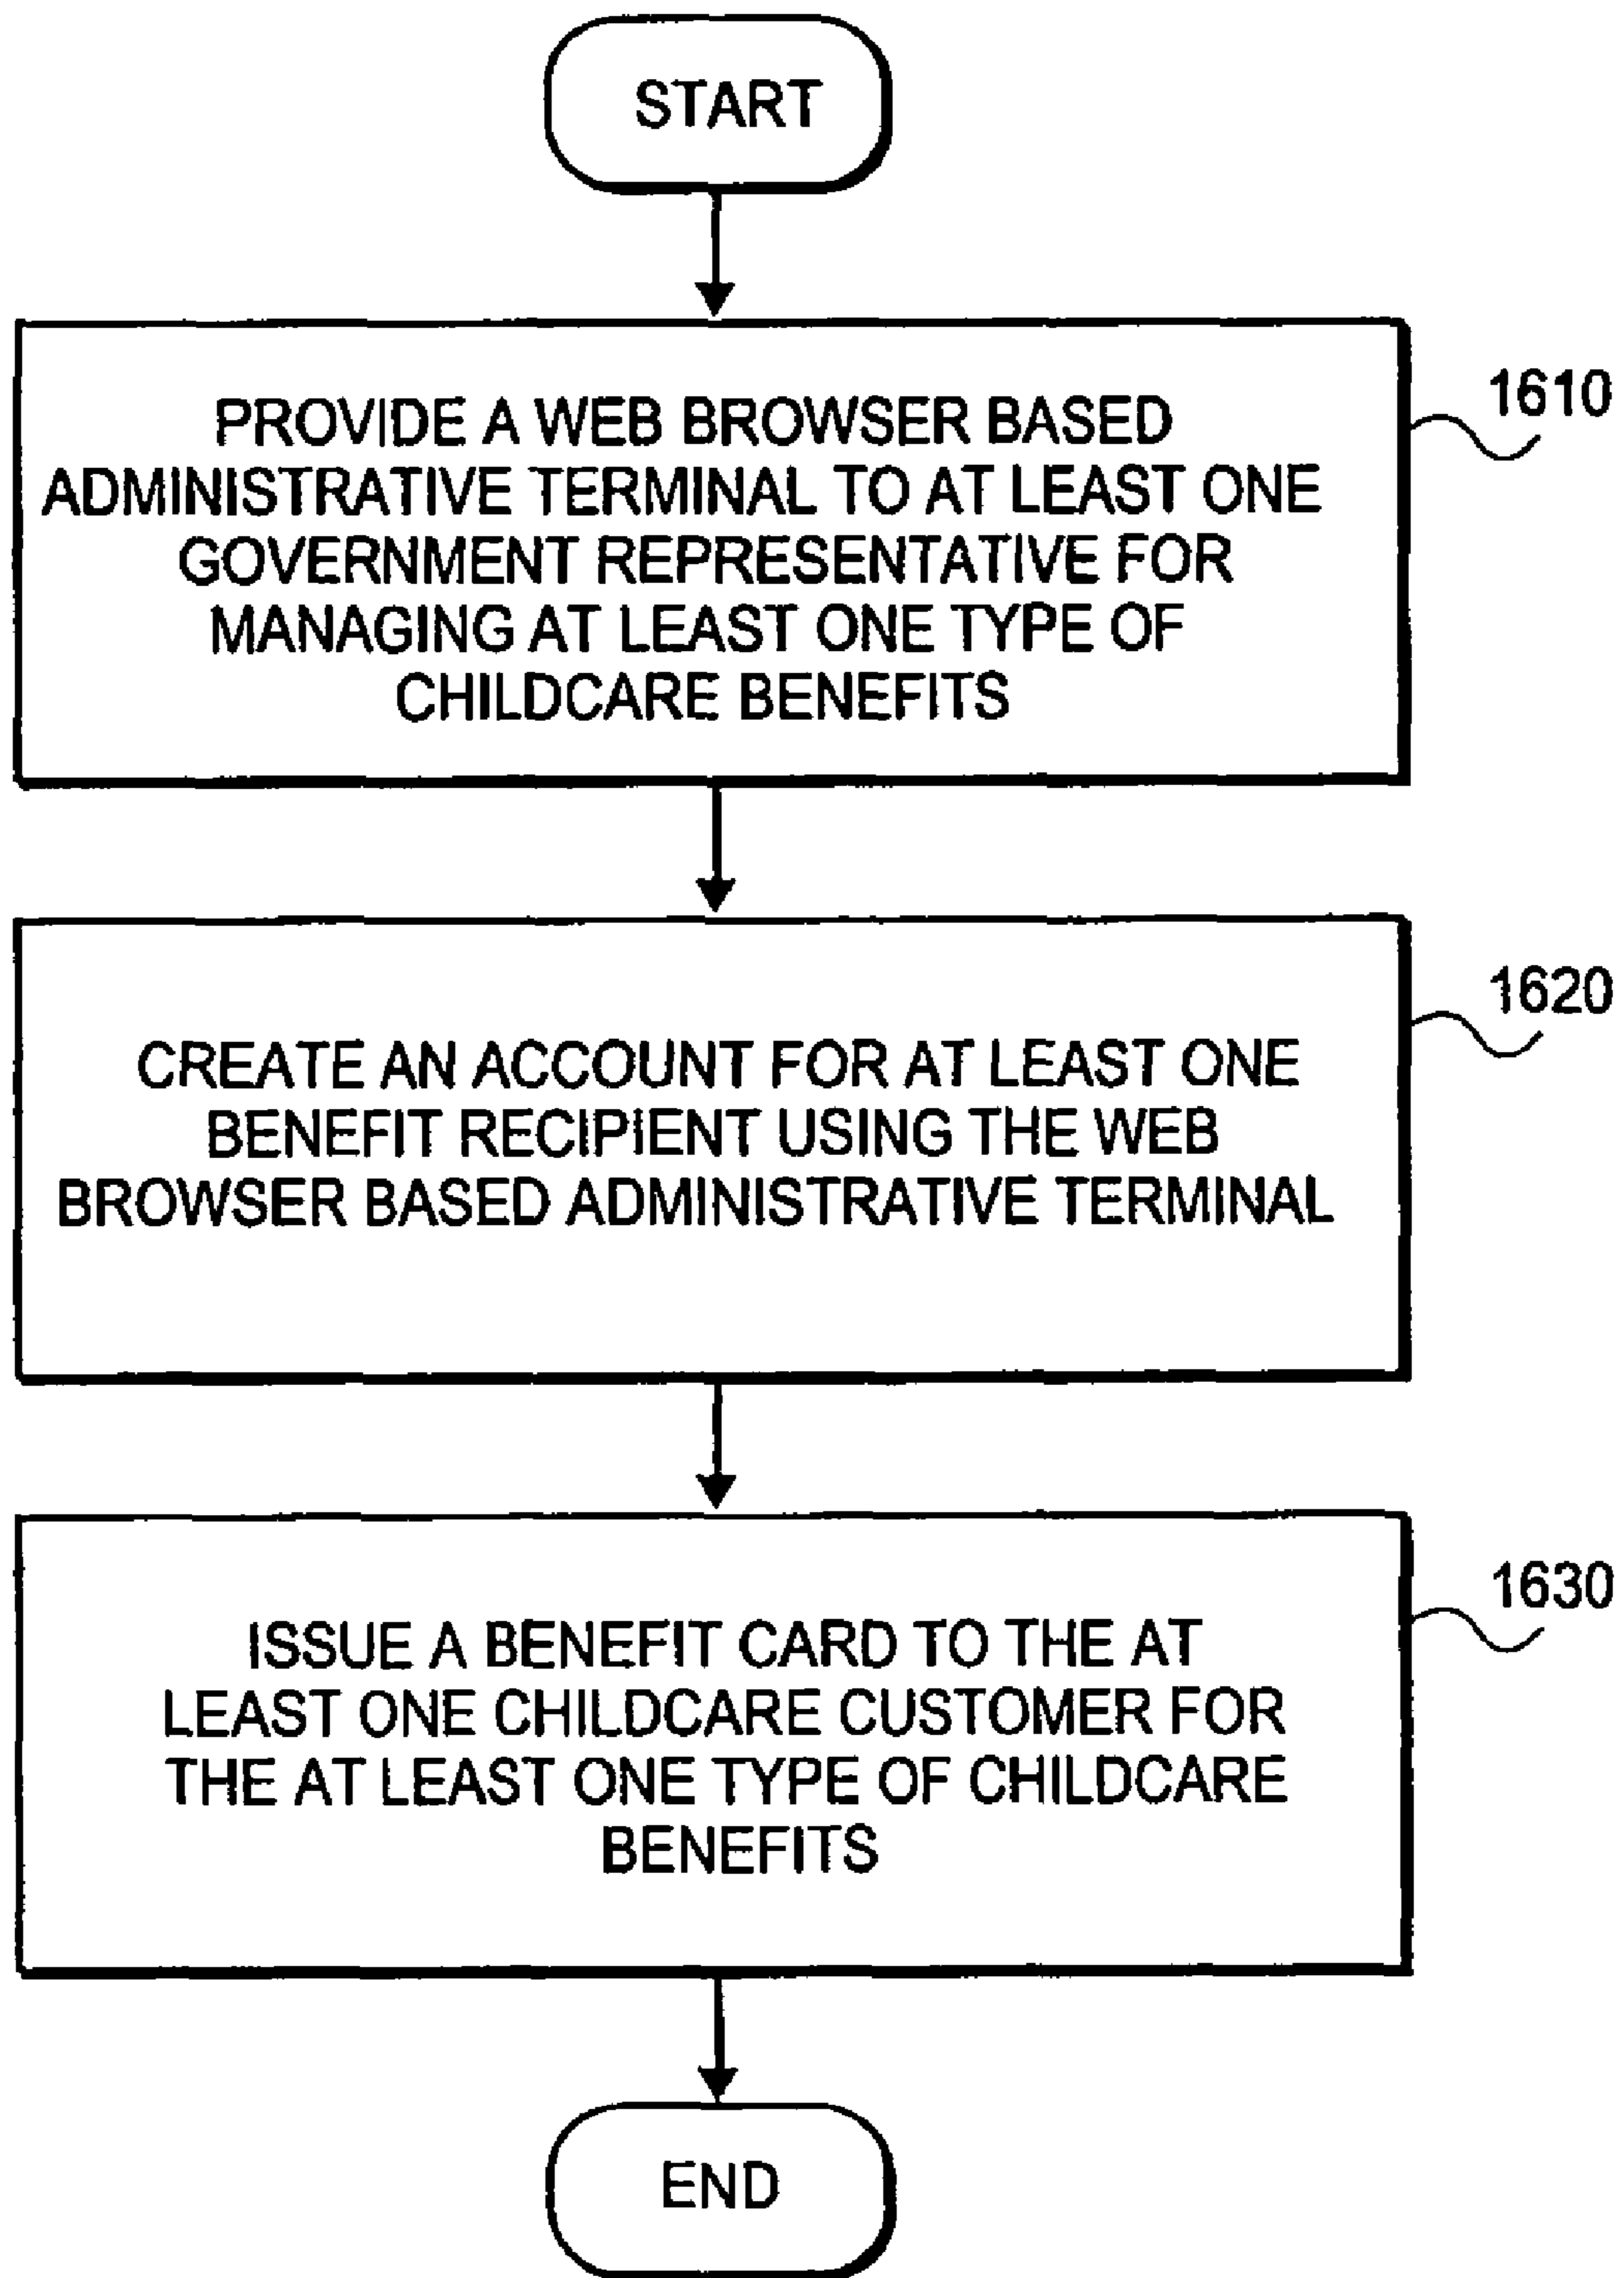 START
PROVIDE A WEB BROWSER BASED
ADMINISTRATIVE TERMINAL TO AT LEAST ONE
GOVERNMENT REPRESENTATIVE FOR
MANAGING AT LEAST ONE TYPE OF
CHILDCARE BENEFITS
1610
CREATE AN ACCOUNT FOR AT LEAST ONE
BENEFIT RECIPIENT USING THE WEB
BROWSER BASED ADMINISTRATIVE TERMINAL
1620
ISSUE A BENEFIT CARD TO THE AT
LEAST ONE CHILDCARE CUSTOMER FOR
THE AT LEAST ONE TYPE OF CHILDCARE
BENEFITS
1630
END